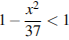 1 − x²/37 < 1